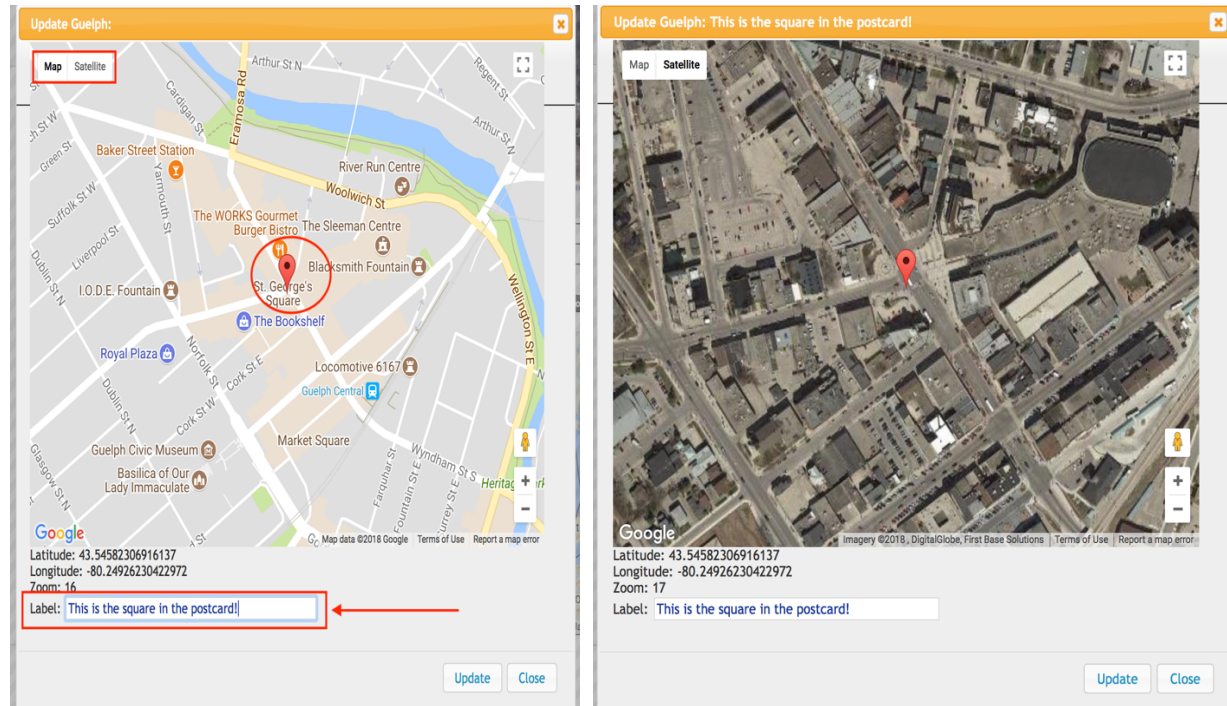 Update Guelph:
Map Satellite
Arthur St N
Regent St
Cardigan St
Eramosa Rd
Arthur St N
Green St
Baker Street Station
Yarmouth St
River Run Centre
Woolwich St
Suffolk St W
The WORKS Gourmet
Burger Bistro
The Sleeman Centre
Liverpool St
Blacksmith Fountain
Dublin St N
I.O.D.E. Fountain
St. George's
Square
Wellington St E
The Bookshelf
Royal Plaza
Norfolk St
Cork St E
Locomotive 6167
Guelph Central
Dublin St N
Cork St W
Market Square
Guelph Civic Museum
Wyndham St S
Basilica of Our
Lady Immaculate
Glasgow St N
Farquhar St
Fountain St E
Surrey St E
Google
Map data ©2018 Google Terms of Use Report a map error
Latitude: 43.54582306916137
Longitude: -80.24926230422972
Zoom: 16
Label: This is the square in the postcard!
Update Close
Update Guelph: This is the square in the postcard!
Map Satellite
Google
Imagery ©2018 , DigitalGlobe, First Base Solutions Terms of Use Report a map error
Latitude: 43.54582306916137
Longitude: -80.24926230422972
Zoom: 17
Label: This is the square in the postcard!
Update Close